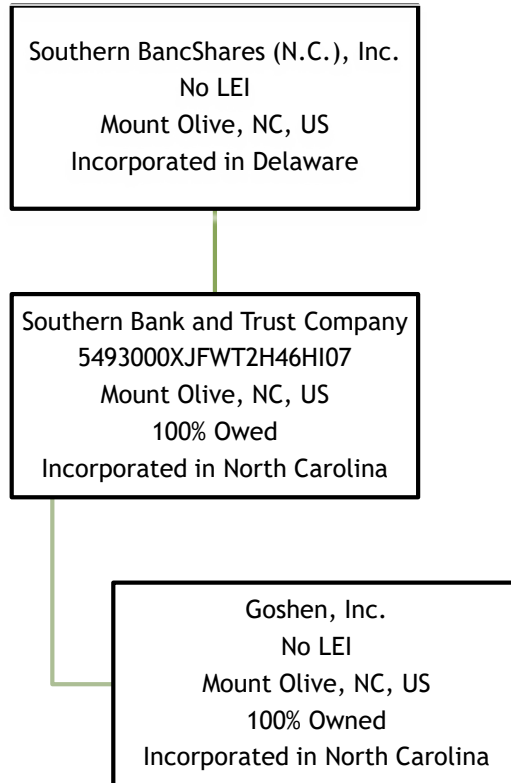 Southern BancShares (N.C.), Inc.
No LEI
Mount Olive, NC, US
Incorporated in Delaware
Southern Bank and Trust Company
5493000XJFWT2H46HI07
Mount Olive, NC, US
100% Owed
Incorporated in North Carolina
Goshen, Inc.
No LEI
Mount Olive, NC, US
100% Owned
Incorporated in North Carolina